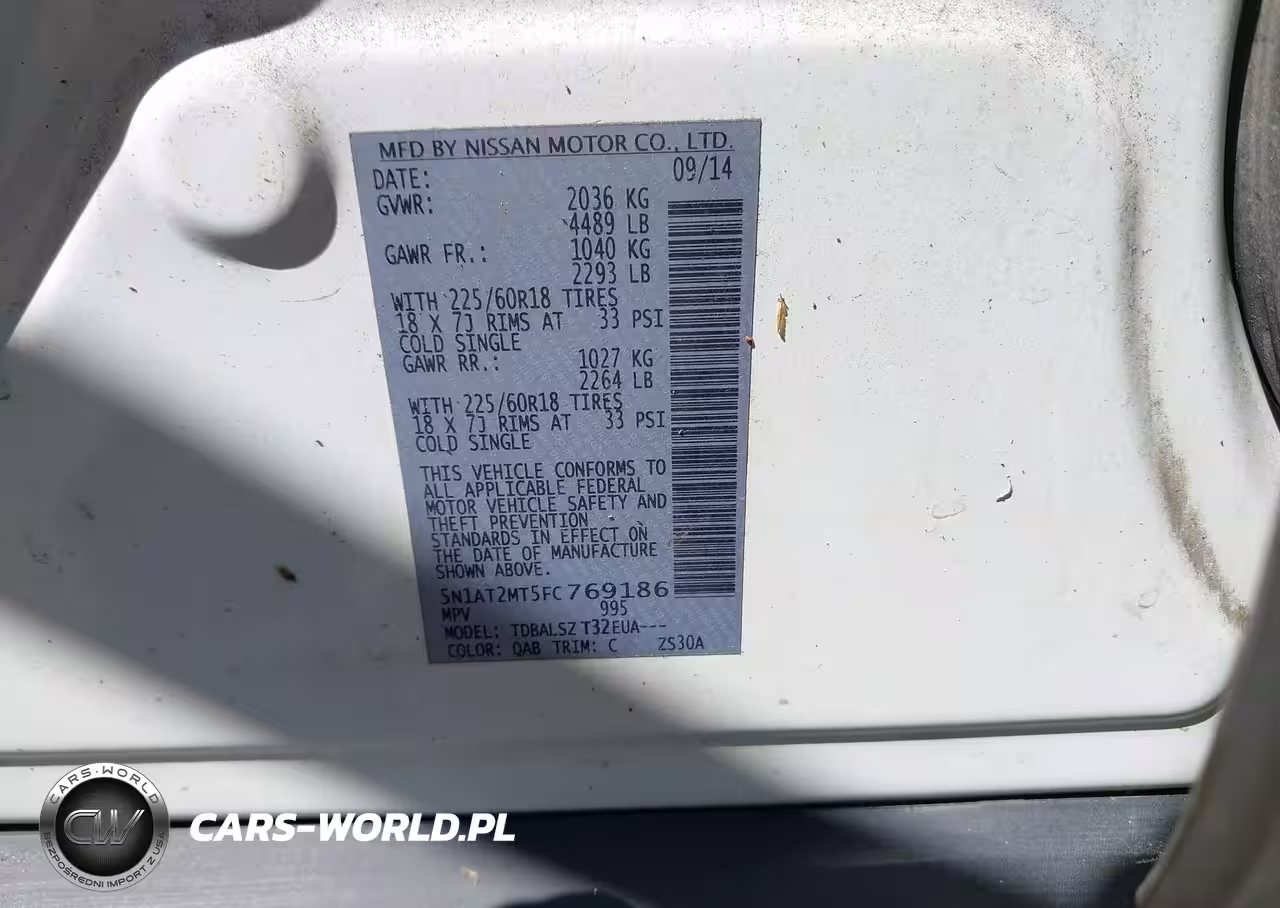 MFD BY NISSAN MOTOR CO., LTD.
DATE: 09/14
GVWR: 2036 KG
4489 LB
GAWR FR.: 1040 KG
2293 LB
WITH 225/60R18 TIRES
18 X 7J RIMS AT 33 PSI
COLD SINGLE
GAWR RR.: 1027 KG
2264 LB
WITH 225/60R18 TIRES
18 X 7J RIMS AT 33 PSI
COLD SINGLE
THIS VEHICLE CONFORMS TO
ALL APPLICABLE FEDERAL
MOTOR VEHICLE SAFETY AND
THEFT PREVENTION
STANDARDS IN EFFECT ON
THE DATE OF MANUFACTURE
SHOWN ABOVE.
5N1AT2MT5FC769186
MPV 995
MODEL: TDBALSZ T32EUA---
COLOR: QAB TRIM: C ZS30A
CARS-WORLD
CW
BEZPOŚREDNI IMPORT Z USA
CARS-WORLD.PL